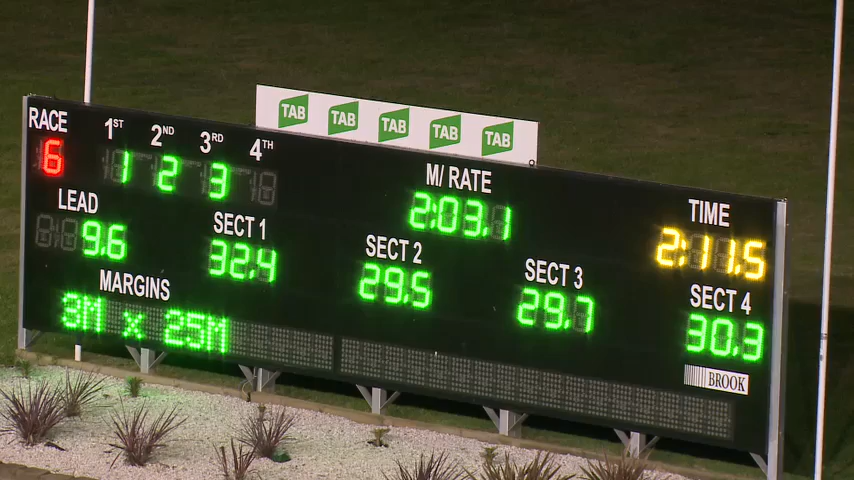 TAB TAB TAB TAB TAB
RACE 1ST 2ND 3RD 4TH
6 1 2 3
M/ RATE
2:03.1
TIME
2:11.5
LEAD
9.6
SECT 1
32.4
SECT 2
29.5
SECT 3
29.7
SECT 4
30.3
MARGINS
3M x 25M
BROOK